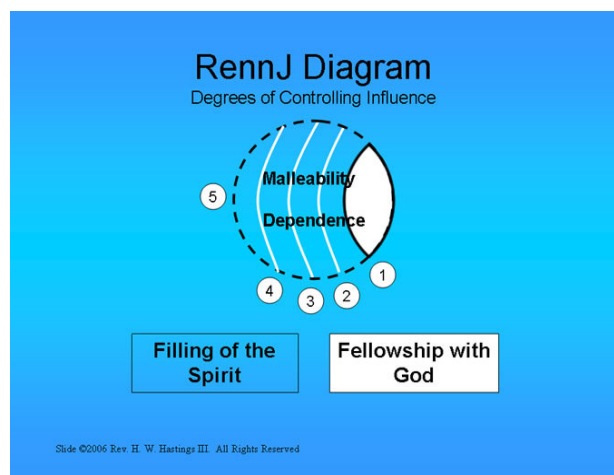 RennJ Diagram
Degrees of Controlling Influence
Malleability
Dependence
5
4
3
2
1
Filling of the
Spirit
Fellowship with
God
Slide ©2006 Rev. H. W. Hastings III.  All Rights Reserved